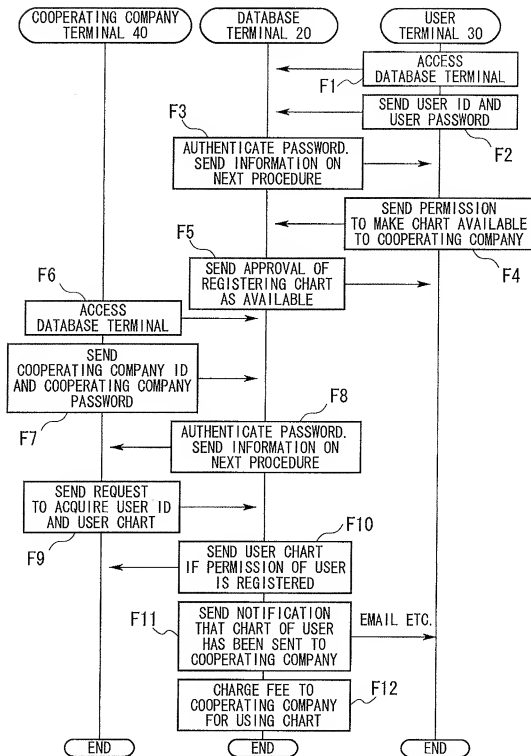 COOPERATING COMPANY
TERMINAL 40
DATABASE
TERMINAL 20
USER
TERMINAL 30
ACCESS
DATABASE TERMINAL
F1
SEND USER ID AND
USER PASSWORD
F2
F3
AUTHENTICATE PASSWORD.
SEND INFORMATION ON
NEXT PROCEDURE
SEND PERMISSION
TO MAKE CHART AVAILABLE
TO COOPERATING COMPANY
F4
F5
SEND APPROVAL OF
REGISTERING CHART
AS AVAILABLE
F6
ACCESS
DATABASE TERMINAL
SEND
COOPERATING COMPANY ID
AND COOPERATING COMPANY
PASSWORD
F7
F8
AUTHENTICATE PASSWORD.
SEND INFORMATION ON
NEXT PROCEDURE
SEND REQUEST
TO ACQUIRE USER ID
AND USER CHART
F9
F10
SEND USER CHART
IF PERMISSION OF USER
IS REGISTERED
F11
SEND NOTIFICATION
THAT CHART OF USER
HAS BEEN SENT TO
COOPERATING COMPANY
EMAIL ETC.
CHARGE FEE TO
COOPERATING COMPANY
FOR USING CHART
F12
END
END
END